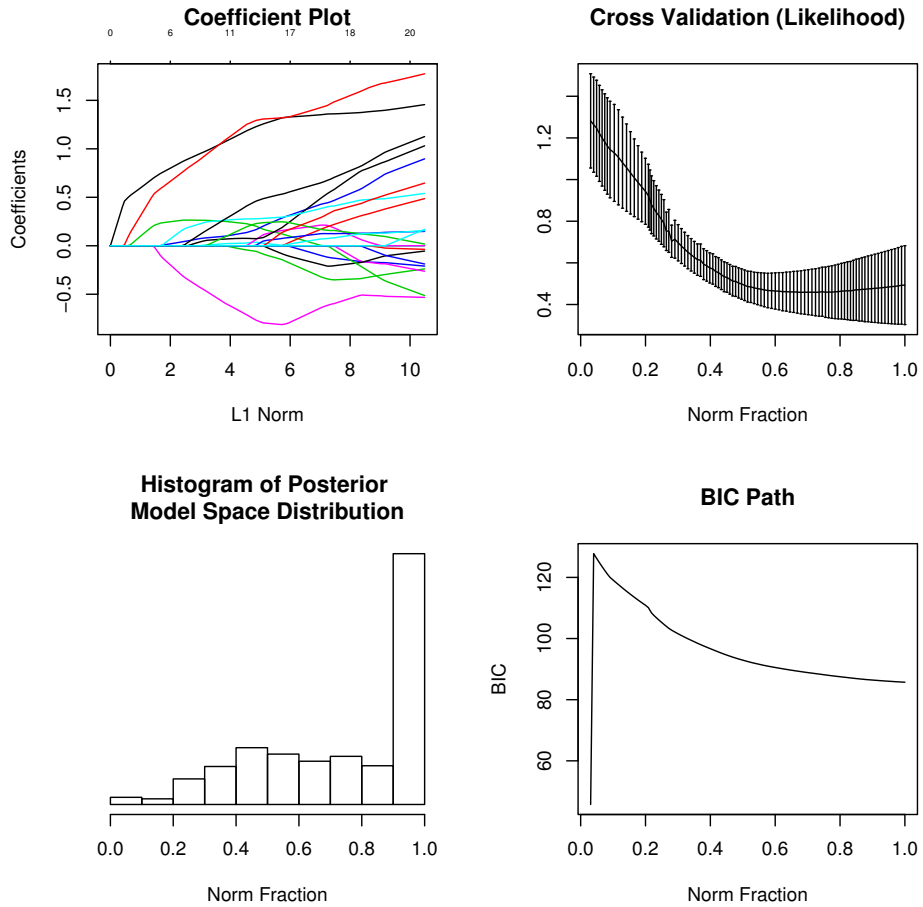 Coefficient Plot
0 6 11 17 18 20
Coefficients
−0.5 0.0 0.5 1.0 1.5
0 2 4 6 8 10
L1 Norm
Cross Validation (Likelihood)
0.4 0.8 1.2
0.0 0.2 0.4 0.6 0.8 1.0
Norm Fraction
Histogram of Posterior
Model Space Distribution
0.0 0.2 0.4 0.6 0.8 1.0
Norm Fraction
BIC Path
BIC
60 80 100 120
0.0 0.2 0.4 0.6 0.8 1.0
Norm Fraction